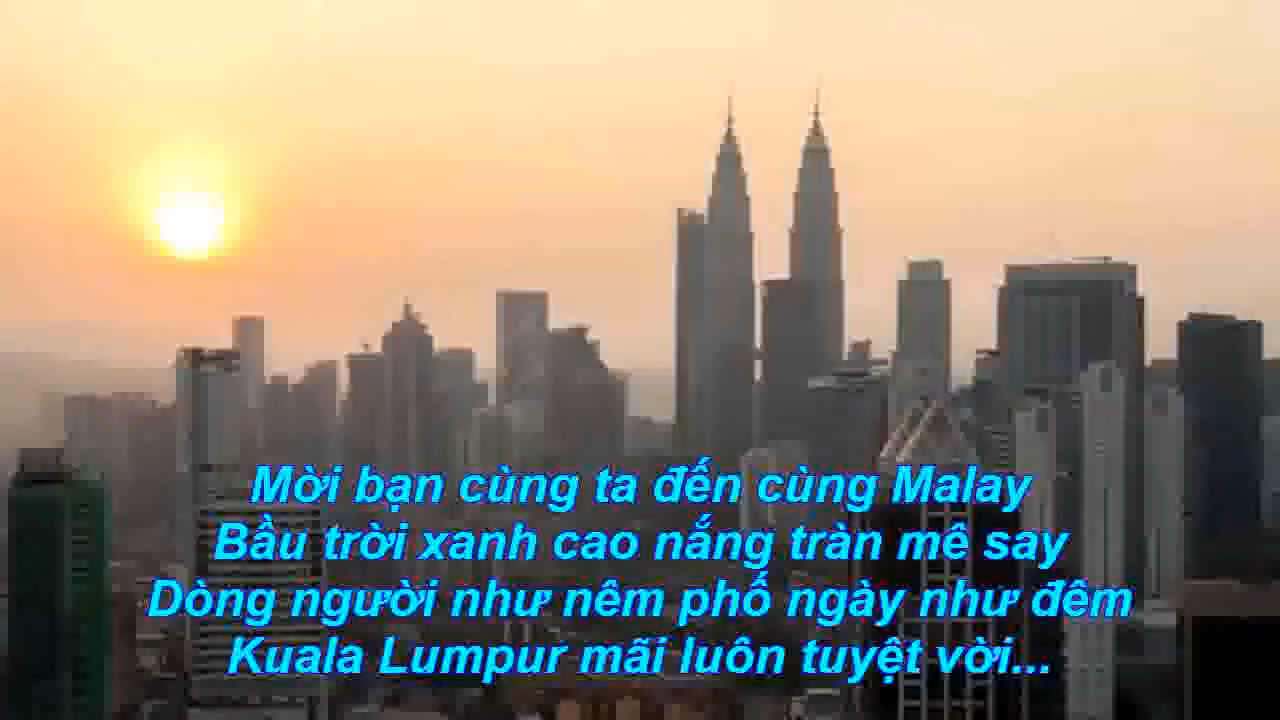 Mời bạn cùng ta đến cùng Malay
Bầu trời xanh cao nắng tràn mê say
Dòng người như nêm phố ngày như đêm
Kuala Lumpur mãi luôn tuyệt vời...